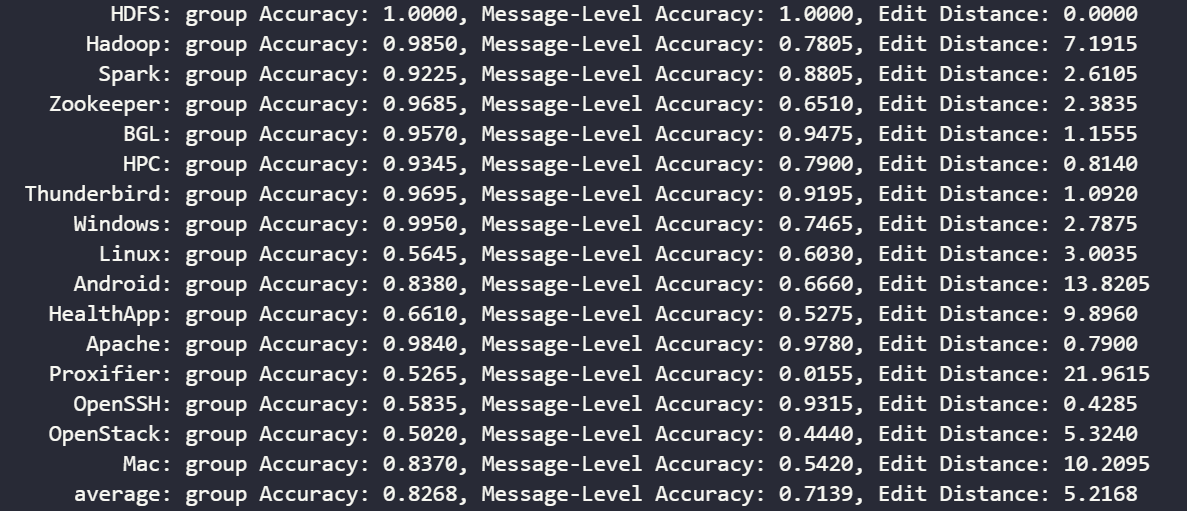 HDFS: group Accuracy: 1.0000, Message-Level Accuracy: 1.0000, Edit Distance: 0.0000
Hadoop: group Accuracy: 0.9850, Message-Level Accuracy: 0.7805, Edit Distance: 7.1915
Spark: group Accuracy: 0.9225, Message-Level Accuracy: 0.8805, Edit Distance: 2.6105
Zookeeper: group Accuracy: 0.9685, Message-Level Accuracy: 0.6510, Edit Distance: 2.3835
BGL: group Accuracy: 0.9570, Message-Level Accuracy: 0.9475, Edit Distance: 1.1555
HPC: group Accuracy: 0.9345, Message-Level Accuracy: 0.7900, Edit Distance: 0.8140
Thunderbird: group Accuracy: 0.9695, Message-Level Accuracy: 0.9195, Edit Distance: 1.0920
Windows: group Accuracy: 0.9950, Message-Level Accuracy: 0.7465, Edit Distance: 2.7875
Linux: group Accuracy: 0.5645, Message-Level Accuracy: 0.6030, Edit Distance: 3.0035
Android: group Accuracy: 0.8380, Message-Level Accuracy: 0.6660, Edit Distance: 13.8205
HealthApp: group Accuracy: 0.6610, Message-Level Accuracy: 0.5275, Edit Distance: 9.8960
Apache: group Accuracy: 0.9840, Message-Level Accuracy: 0.9780, Edit Distance: 0.7900
Proxifier: group Accuracy: 0.5265, Message-Level Accuracy: 0.0155, Edit Distance: 21.9615
OpenSSH: group Accuracy: 0.5835, Message-Level Accuracy: 0.9315, Edit Distance: 0.4285
OpenStack: group Accuracy: 0.5020, Message-Level Accuracy: 0.4440, Edit Distance: 5.3240
Mac: group Accuracy: 0.8370, Message-Level Accuracy: 0.5420, Edit Distance: 10.2095
average: group Accuracy: 0.8268, Message-Level Accuracy: 0.7139, Edit Distance: 5.2168